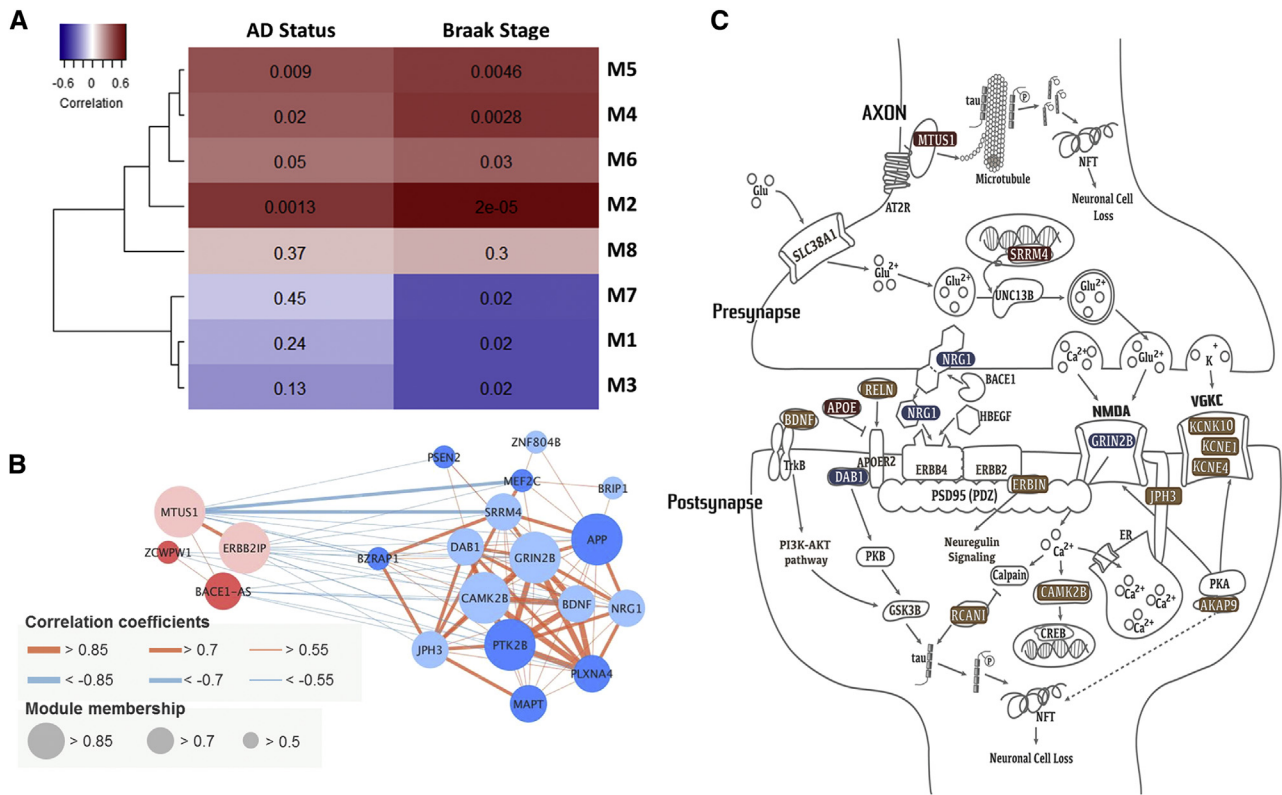 A
-0.6 0 0.6
Correlation
AD Status Braak Stage
0.009 0.0046 M5
0.02 0.0028 M4
0.05 0.03 M6
0.0013 2e-05 M2
0.37 0.3 M8
0.45 0.02 M7
0.24 0.02 M1
0.13 0.02 M3
B
ZNF804B
PSEN2
MEF2C
BRIP1
MTUS1
SRRM4
ZCWPW1
ERBB2IP
BZRAP1
DAB1
GRIN2B
APP
BACE1-AS
CAMK2B
BDNF
NRG1
JPH3
PTK2B
PLXNA4
MAPT
Correlation coefficients
> 0.85 > 0.7 > 0.55
< -0.85 < -0.7 < -0.55
Module membership
> 0.85 > 0.7 > 0.5
C
AXON
tau
P
MTUS1
NFT
Microtubule
AT2R
Neuronal Cell
Loss
Glu
SLC38A1
SRRM4
Glu2+
Glu2+
UNC13B
Glu2+
Presynapse
NRG1
Ca2+
Glu2+
K+
BACE1
RELN
APOE
NRG1
HBEGF
BDNF
NMDA
VGKC
KCNK10
KCNE1
KCNE4
GRIN2B
TrkB
APOER2
DAB1
ERBB4
ERBB2
ERBIN
PSD95 (PDZ)
JPH3
Postsynapse
PI3K-AKT
pathway
PKB
Neuregulin
Signaling
Ca2+
ER
Calpain
CAMK2B
Ca2+
Ca2+
Ca2+
PKA
AKAP9
GSK3B
RCAN1
CREB
tau
P
NFT
Neuronal Cell Loss